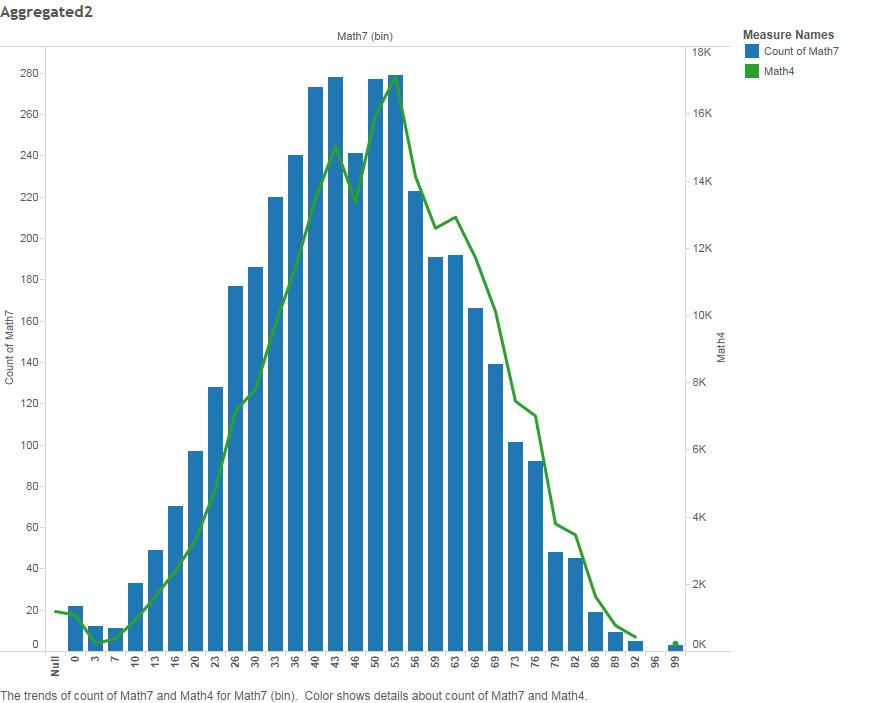 Aggregated2
Math7 (bin)
Measure Names
Count of Math7
Math4
Count of Math7
280
260
240
220
200
180
160
140
120
100
80
60
40
20
0
18K
16K
14K
12K
10K
8K
6K
4K
2K
0K
Math4
Null 0 3 7 10 13 16 20 23 26 30 33 36 40 43 46 50 53 56 59 63 66 69 73 76 79 82 86 89 92 96 99
The trends of count of Math7 and Math4 for Math7 (bin). Color shows details about count of Math7 and Math4.